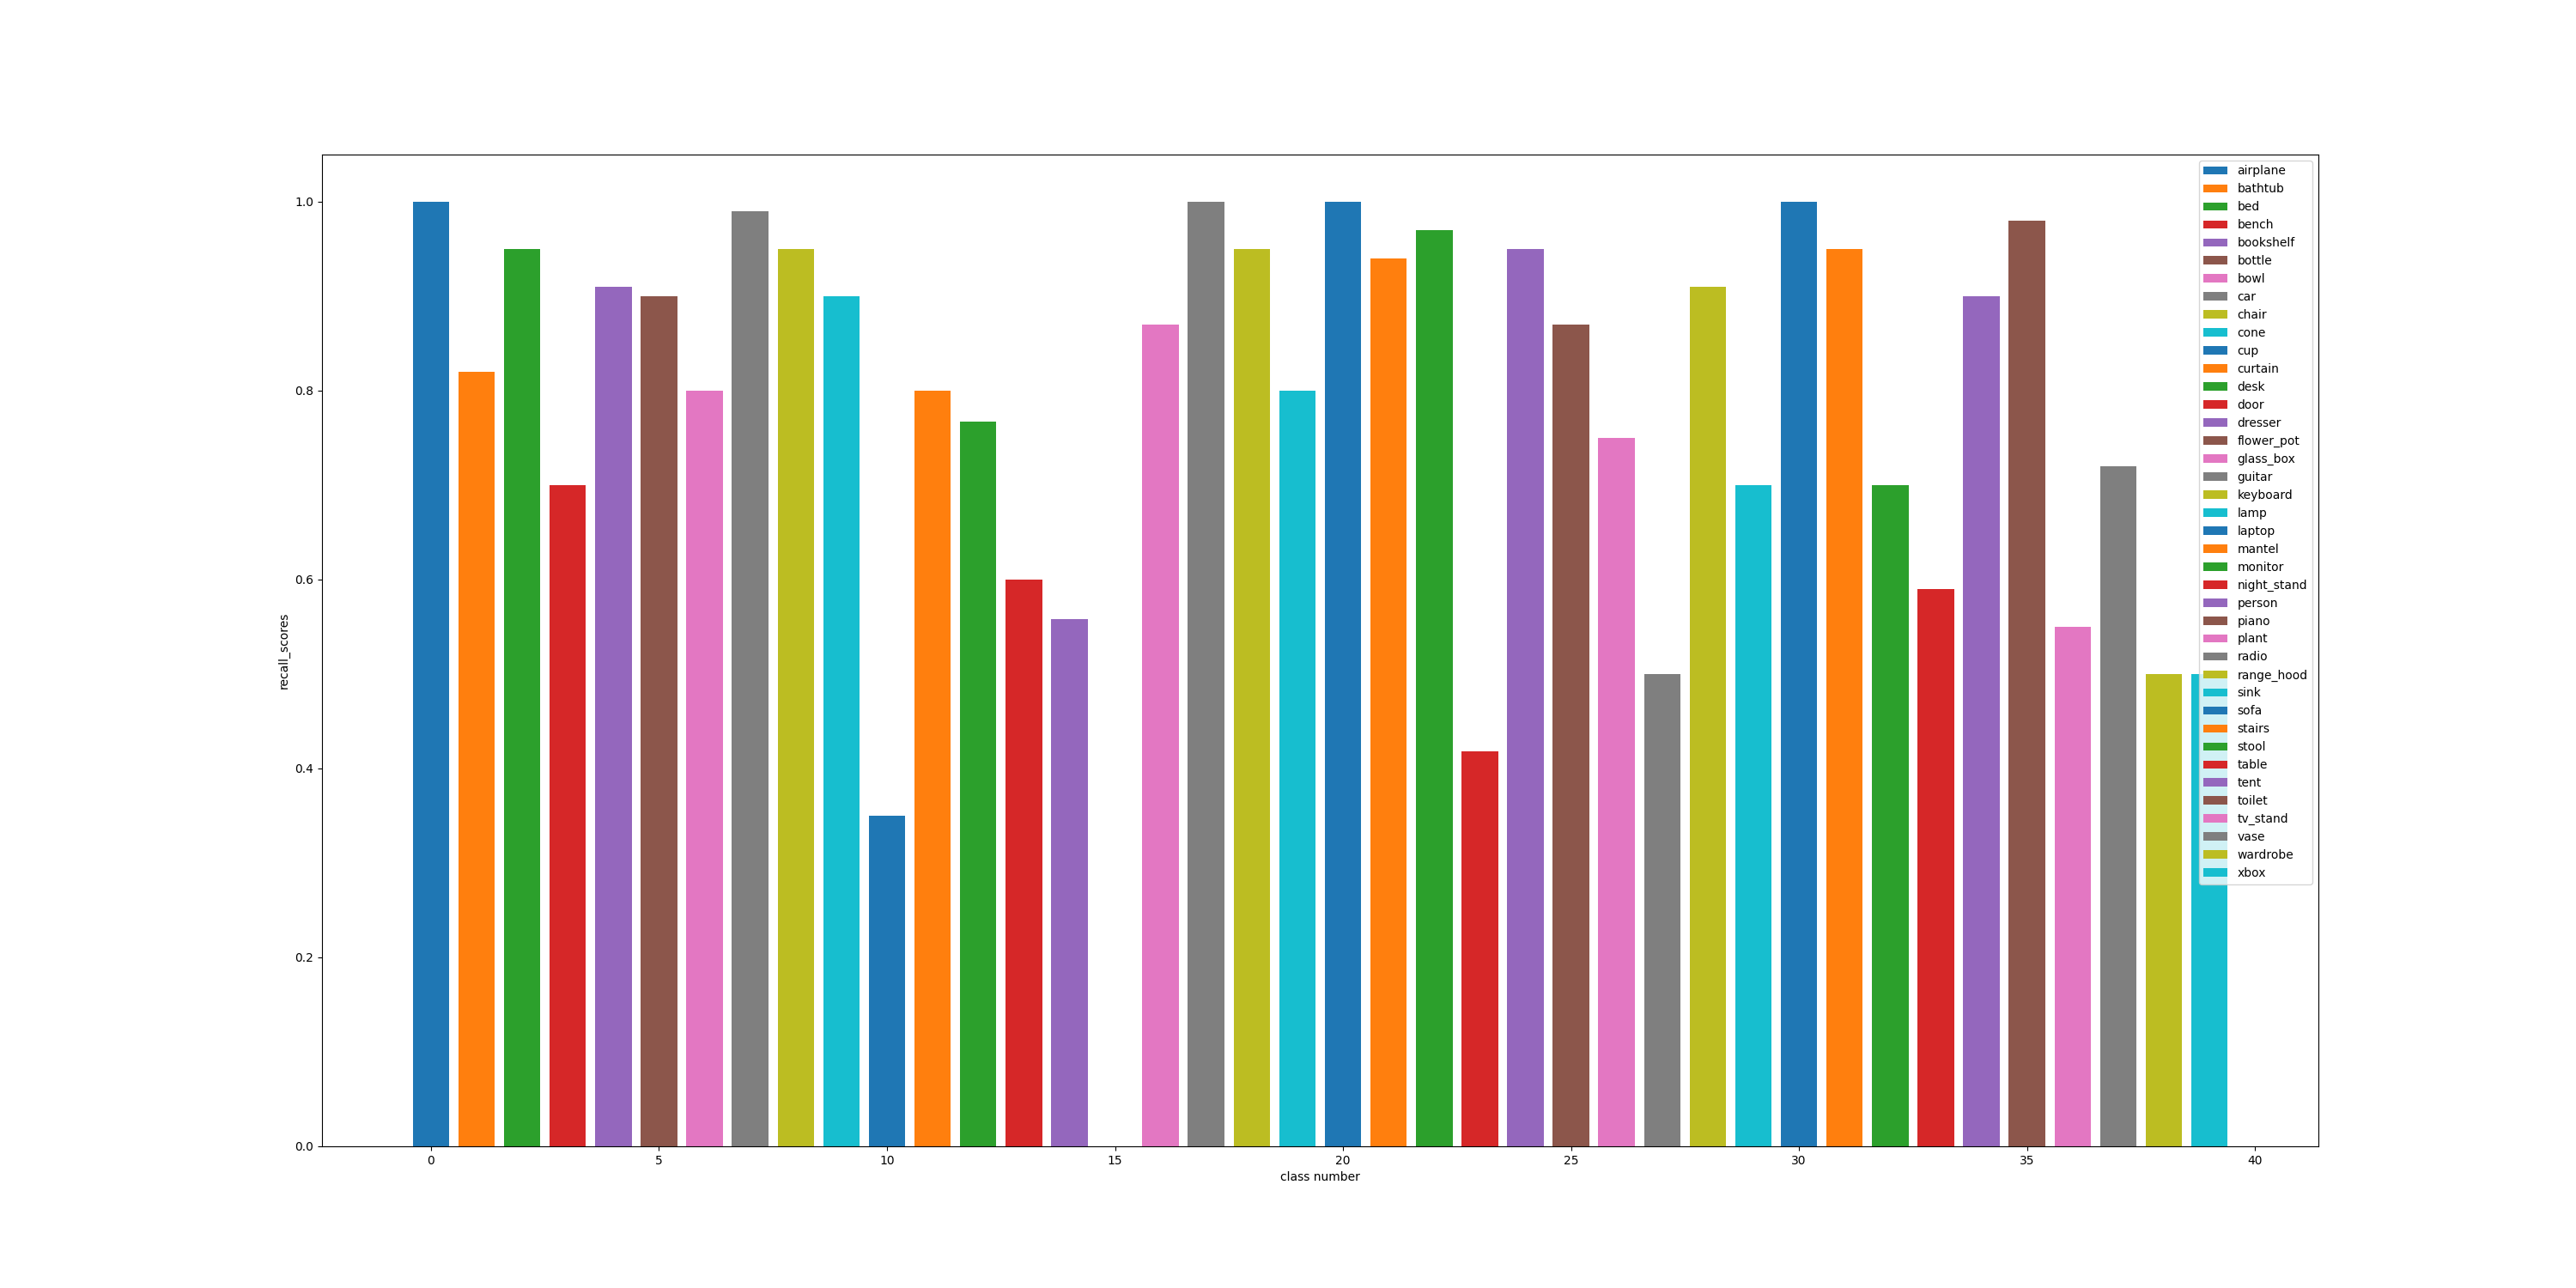 1.0
0.8
0.6
0.4
0.2
0.0
recall_scores
0 5 10 15 20 25 30 35 40
class number
airplane
bathtub
bed
bench
bookshelf
bottle
bowl
car
chair
cone
cup
curtain
desk
door
dresser
flower_pot
glass_box
guitar
keyboard
lamp
laptop
mantel
monitor
night_stand
person
piano
plant
radio
range_hood
sink
sofa
stairs
stool
table
tent
toilet
tv_stand
vase
wardrobe
xbox